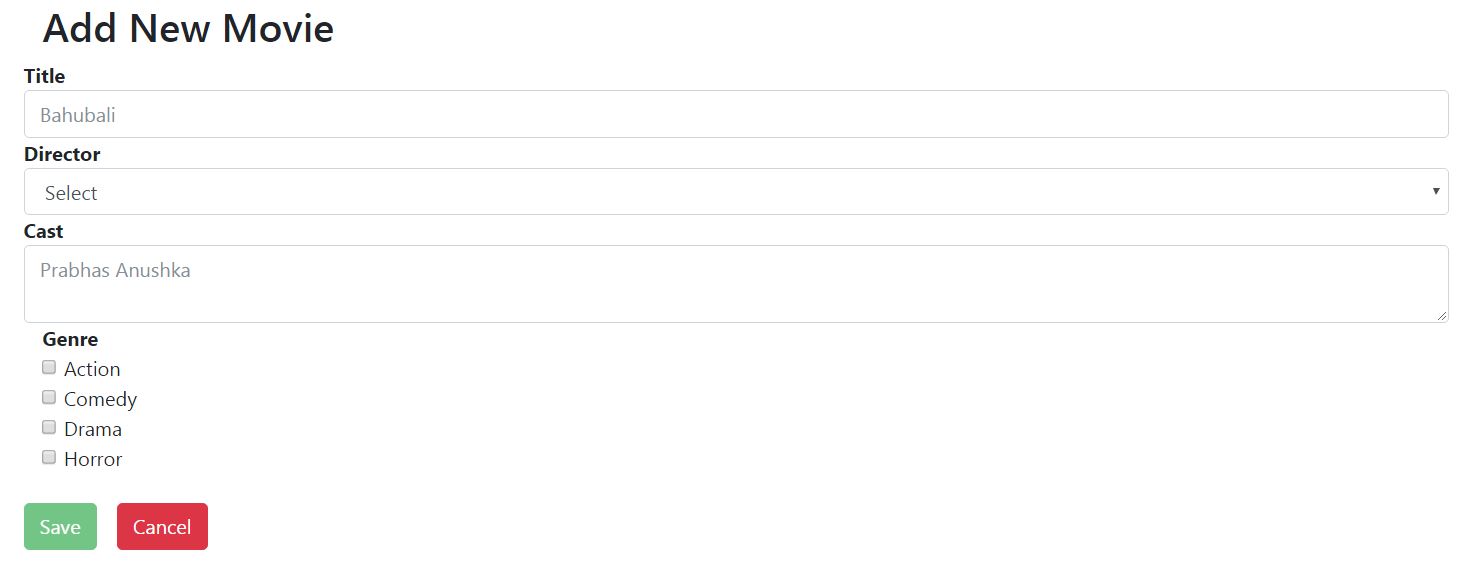 Add New Movie
Title
Bahubali
Director
Select
Cast
Prabhas Anushka
Genre
Action
Comedy
Drama
Horror
Save Cancel